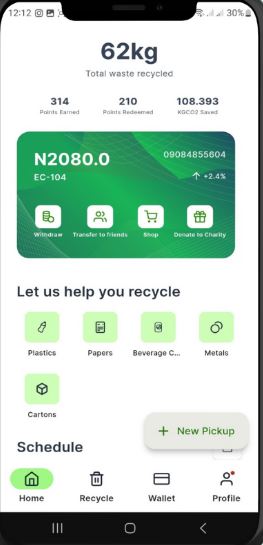 12:12
30%
62kg
Total waste recycled
314 210 108.393
Points Earned Points Redeemed KGCO2 Saved
N2080.0 09084855604
EC-104 +2.4%
Withdraw Transfer to friends Shop Donate to Charity
Let us help you recycle
Plastics Papers Beverage C... Metals
Cartons
+ New Pickup
Schedule
Home Recycle Wallet Profile